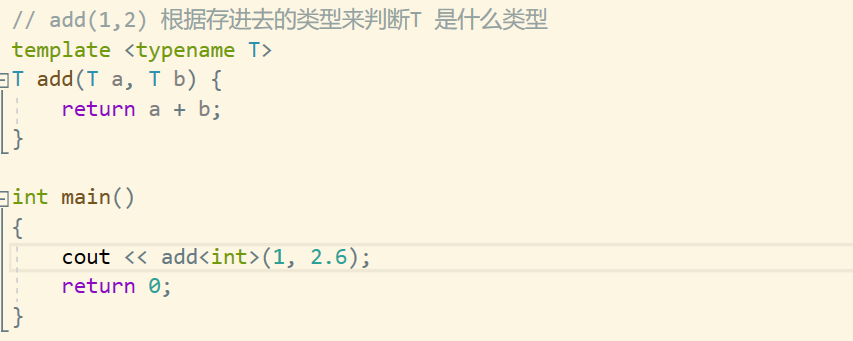 // add(1,2) 根据存进去的类型来判断T 是什么类型
template <typename T>
T add(T a, T b) {
return a + b;
}
int main()
{
cout << add<int>(1, 2.6);
return 0;
}